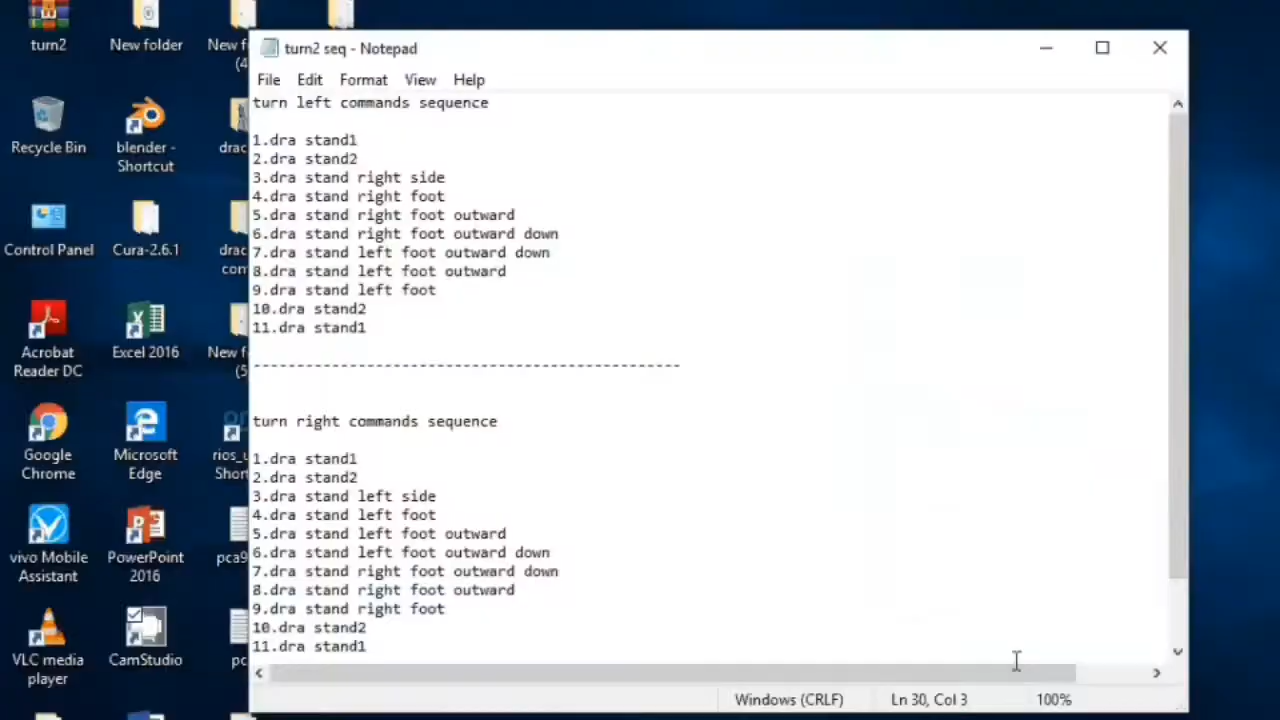 turn2
New folder
turn2 seq - Notepad
File Edit Format View Help
turn left commands sequence
1.dra stand1
2.dra stand2
3.dra stand right side
4.dra stand right foot
5.dra stand right foot outward
6.dra stand right foot outward down
7.dra stand left foot outward down
8.dra stand left foot outward
9.dra stand left foot
10.dra stand2
11.dra stand1
-------------------------------------------------
turn right commands sequence
1.dra stand1
2.dra stand2
3.dra stand left side
4.dra stand left foot
5.dra stand left foot outward
6.dra stand left foot outward down
7.dra stand right foot outward down
8.dra stand right foot outward
9.dra stand right foot
10.dra stand2
11.dra stand1
Windows (CRLF)
Ln 30, Col 3
100%
Recycle Bin
blender -
Shortcut
Control Panel
Cura-2.6.1
Acrobat
Reader DC
Excel 2016
New f
(5
Google
Chrome
Microsoft
Edge
rios_u
Short
vivo Mobile
Assistant
PowerPoint
2016
pca9
VLC media
player
CamStudio
pc